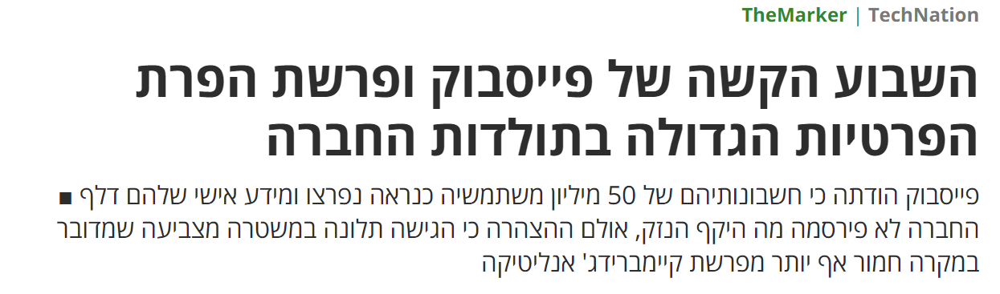 TheMarker | TechNation
השבוע הקשה של פייסבוק ופרשת הפרת
הפרטיות הגדולה בתולדות החברה
פייסבוק הודתה כי חשבונותיהם של 50 מיליון משתמשיה כנראה נפרצו ומידע אישי שלהם דלף ■
החברה לא פירסמה מה היקף הנזק, אולם ההצהרה כי הגישה תלונה במשטרה מצביעה שמדובר
במקרה חמור אף יותר מפרשת קיימברידג' אנליטיקה